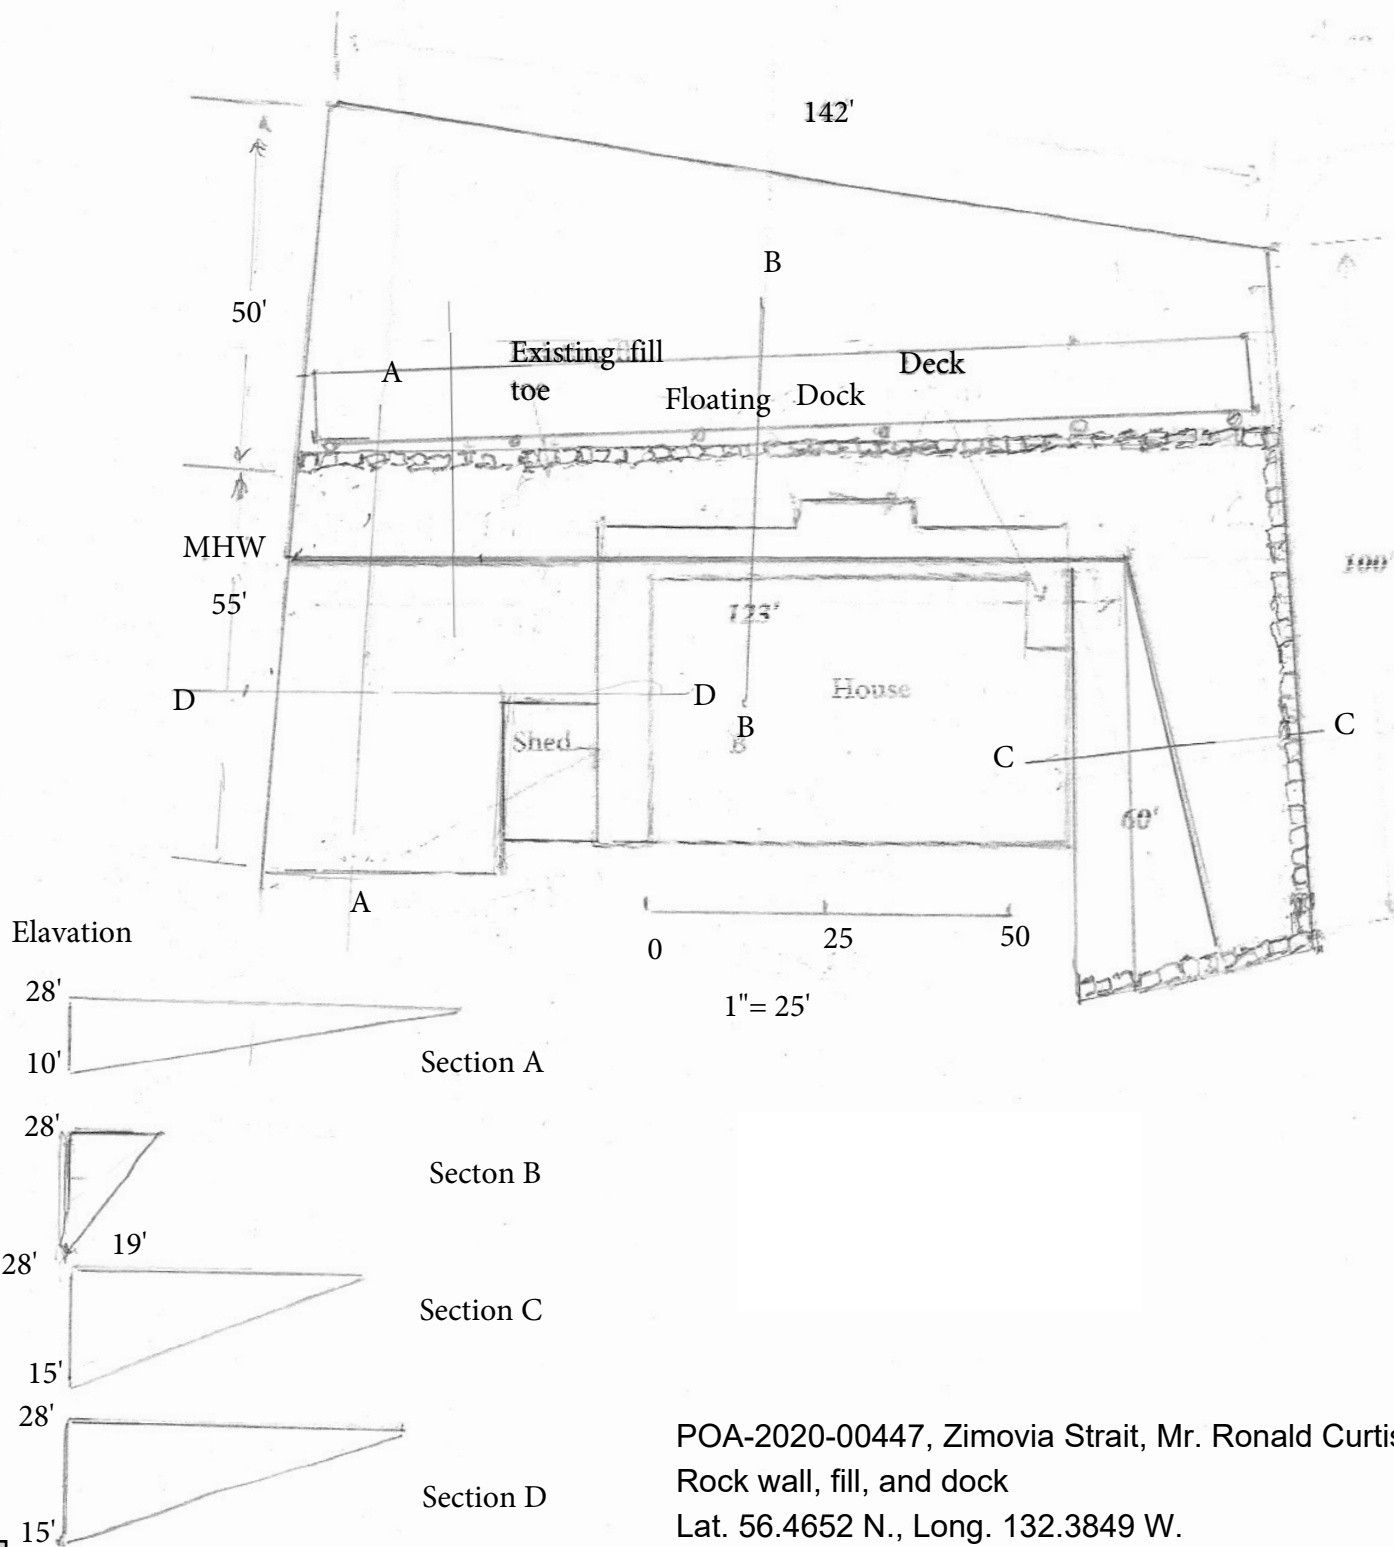 142'
B
50'
Existing fill
toe
A
Deck
Floating Dock
MHW
100'
55'
123'
D
D
House
B
B
Shed
C
C
60'
A
Elavation
0
25
50
1"= 25'
28'
10'
Section A
28'
Secton B
19'
28'
Section C
15'
28'
Section D
15'
POA-2020-00447, Zimovia Strait, Mr. Ronald Curtis
Rock wall, fill, and dock
Lat. 56.4652 N., Long. 132.3849 W.